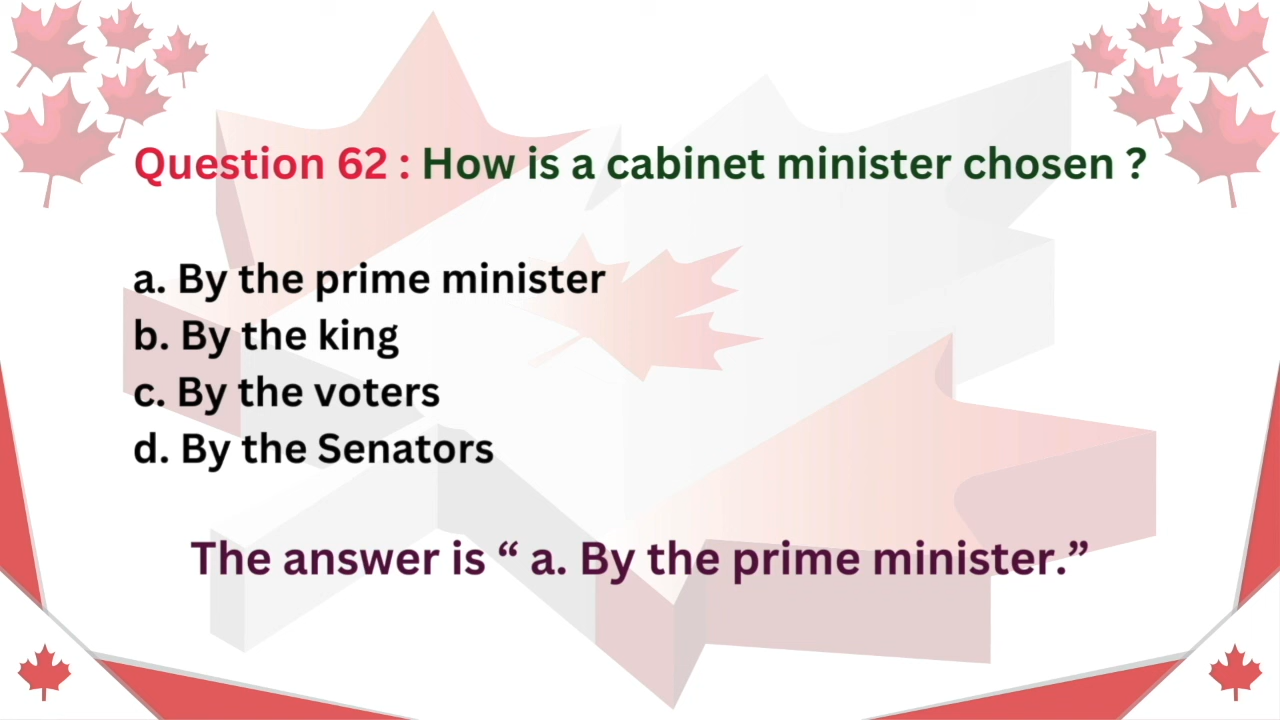 Question 62 : How is a cabinet minister chosen ?
a. By the prime minister
b. By the king
c. By the voters
d. By the Senators
The answer is “ a. By the prime minister.”